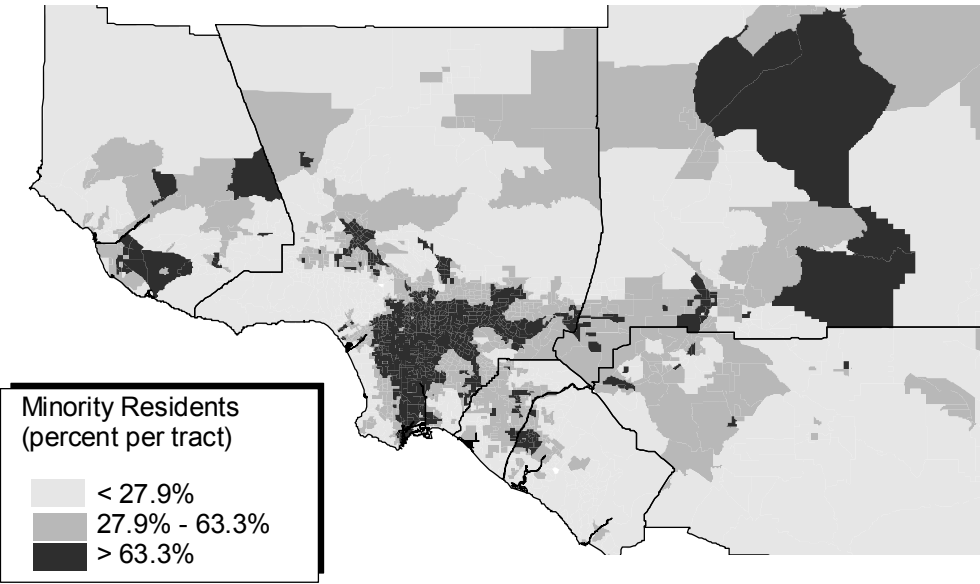 Minority Residents
(percent per tract)
< 27.9%
27.9% - 63.3%
> 63.3%